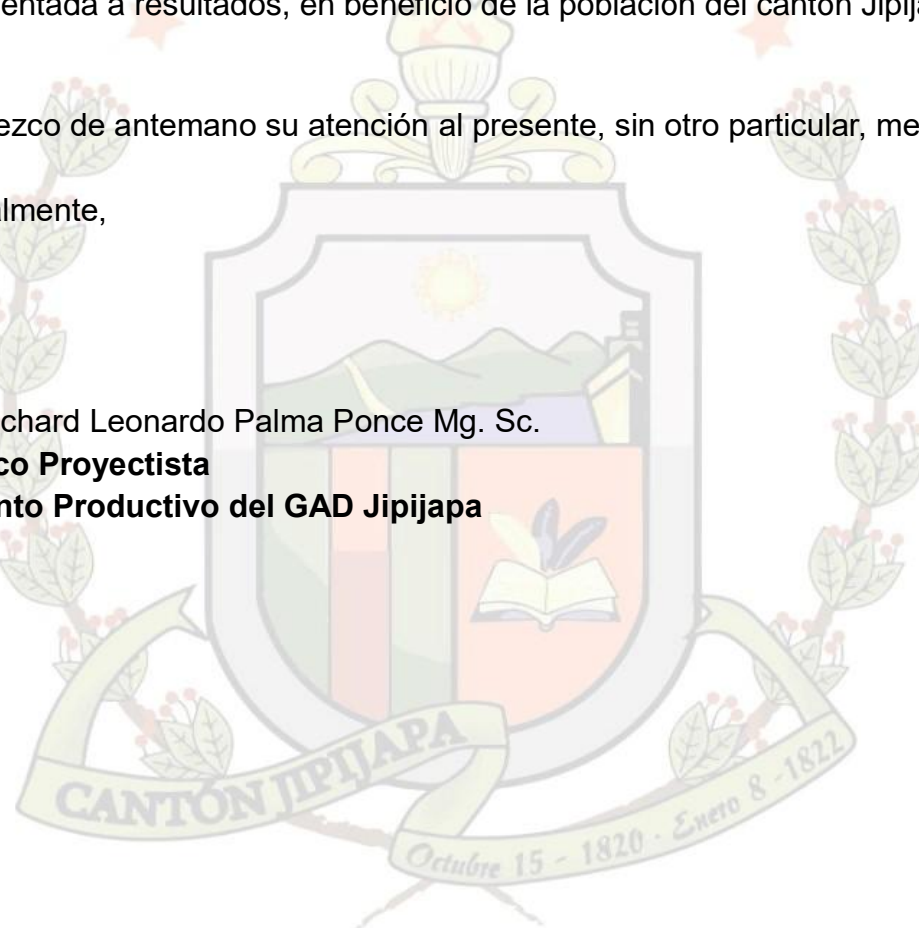 entada a resultados, en beneficio de la población del cantón Jipija
ezco de antemano su atención al presente, sin otro particular, me
almente,
chard Leonardo Palma Ponce Mg. Sc.
co Proyectista
nto Productivo del GAD Jipijapa
CANTÓN JIPIJAPA
Octubre 15 - 1820 · Enero 8 - 1822